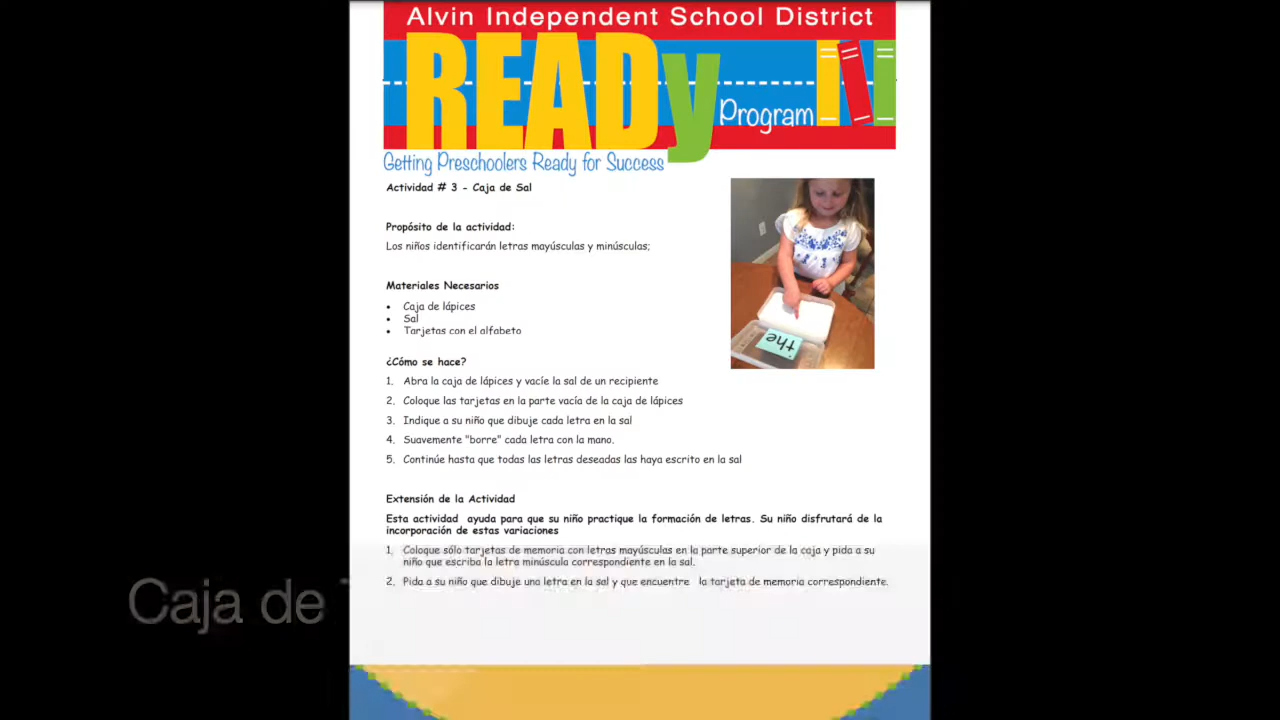 Alvin Independent School District
READy
Program
Getting Preschoolers Ready for Success
Actividad # 3 - Caja de Sal
Propósito de la actividad:
Los niños identificarán letras mayúsculas y minúsculas;
Materiales Necesarios
• Caja de lápices
• Sal
• Tarjetas con el alfabeto
the
¿Cómo se hace?
1. Abra la caja de lápices y vacíe la sal de un recipiente
2. Coloque las tarjetas en la parte vacía de la caja de lápices
3. Indique a su niño que dibuje cada letra en la sal
4. Suavemente "borre" cada letra con la mano.
5. Continúe hasta que todas las letras deseadas las haya escrito en la sal
Extensión de la Actividad
Esta actividad ayuda para que su niño practique la formación de letras. Su niño disfrutará de la
incorporación de estas variaciones
1. Coloque sólo tarjetas de memoria con letras mayúsculas en la parte superior de la caja y pida a su
niño que escriba la letra minúscula correspondiente en la sal.
2. Pida a su niño que dibuje una letra en la sal y que encuentre la tarjeta de memoria correspondiente.
Caja de